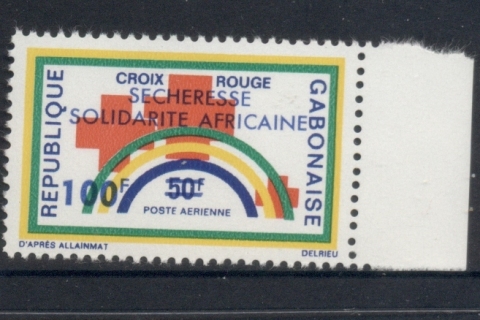 CROIX ROUGE
SECHERESSE
SOLIDARITE AFRICAINE
REPUBLIQUE
GABONAISE
100F 50F
POSTE AERIENNE
D'APRÈS ALLAINMAT DELRIEU